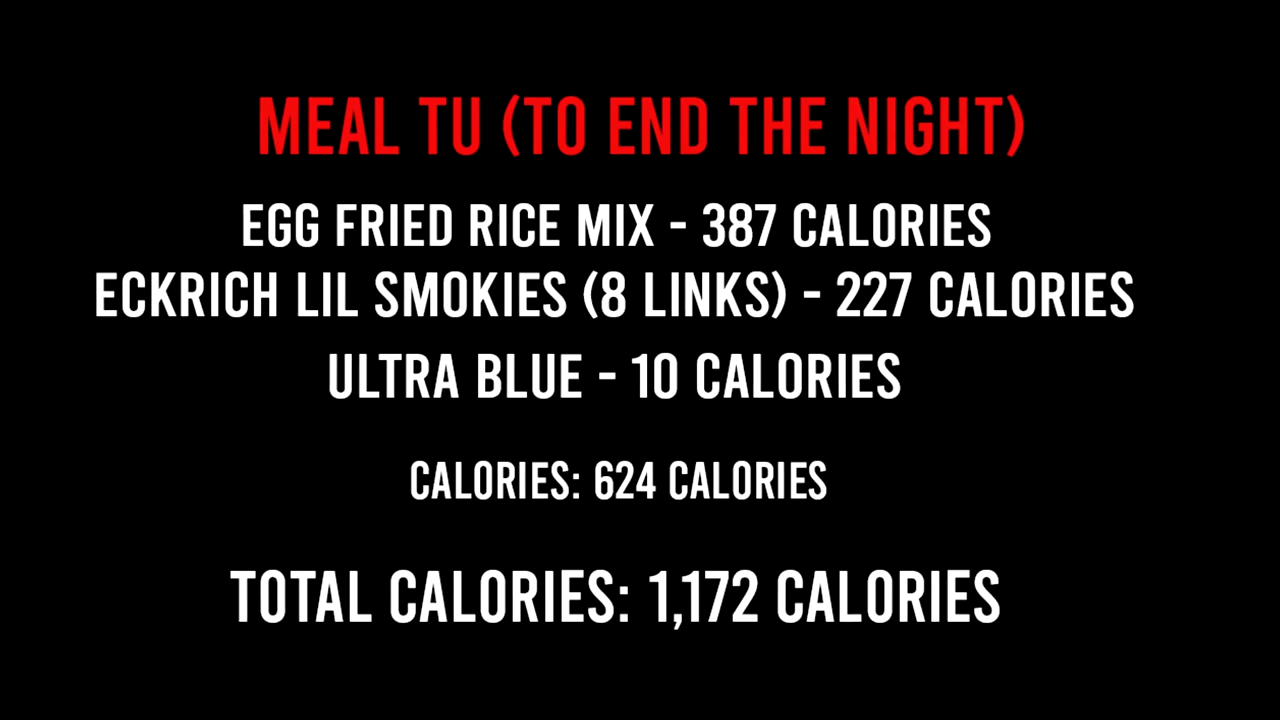 MEAL TU (TO END THE NIGHT)
EGG FRIED RICE MIX - 387 CALORIES
ECKRICH LIL SMOKIES (8 LINKS) - 227 CALORIES
ULTRA BLUE - 10 CALORIES
CALORIES: 624 CALORIES
TOTAL CALORIES: 1,172 CALORIES